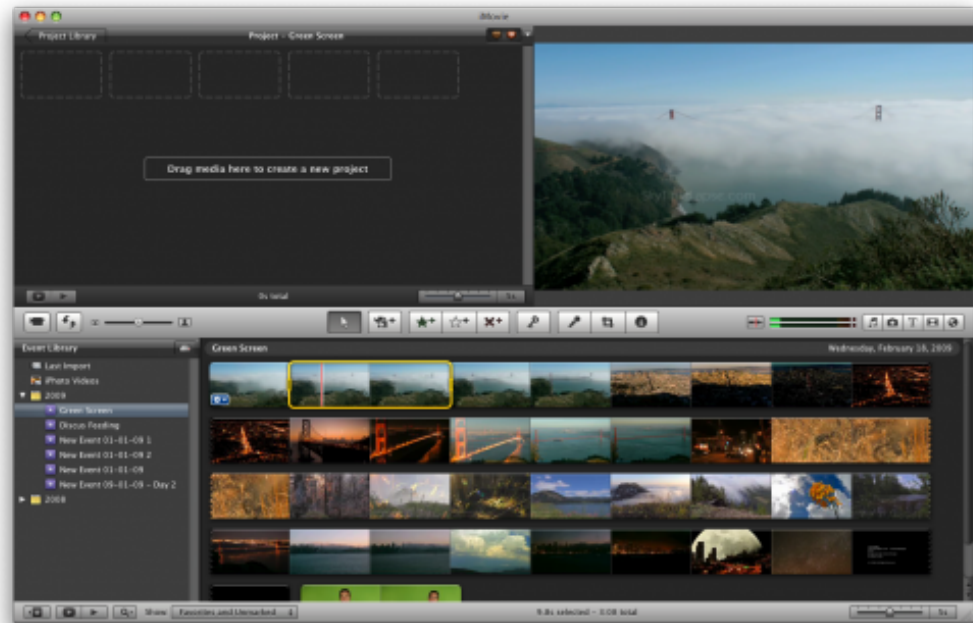 iMovie
Project Library
Project - Green Screen
Drag media here to create a new project
0s total
5s
Event Library
Green Screen
Wednesday, February 18, 2009
Last Import
iPhoto Videos
2009
Green Screen
Discus Feeding
New Event 01-01-09 1
New Event 01-01-09 2
New Event 01-01-09
New Event 09-01-09 - Day 2
2008
Show
Favorites and Unmarked
9.8s selected - 3:08 total
5s